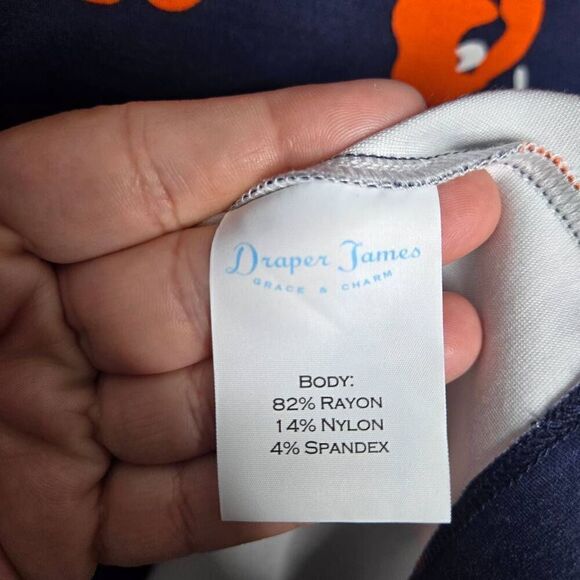 Draper James
GRACE & CHARM
BODY:
82% RAYON
14% NYLON
4% SPANDEX